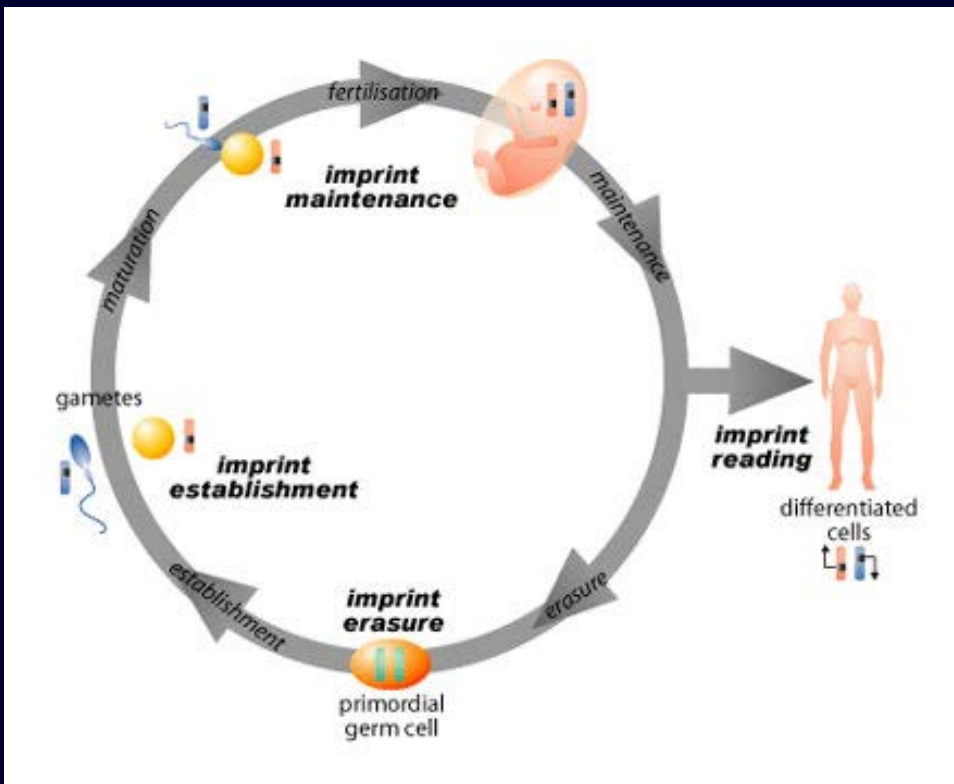 fertilisation
imprint
maintenance
maintenance
maturation
gametes
imprint
establishment
imprint
reading
differentiated
cells
establishment
imprint
erasure
erasure
primordial
germ cell